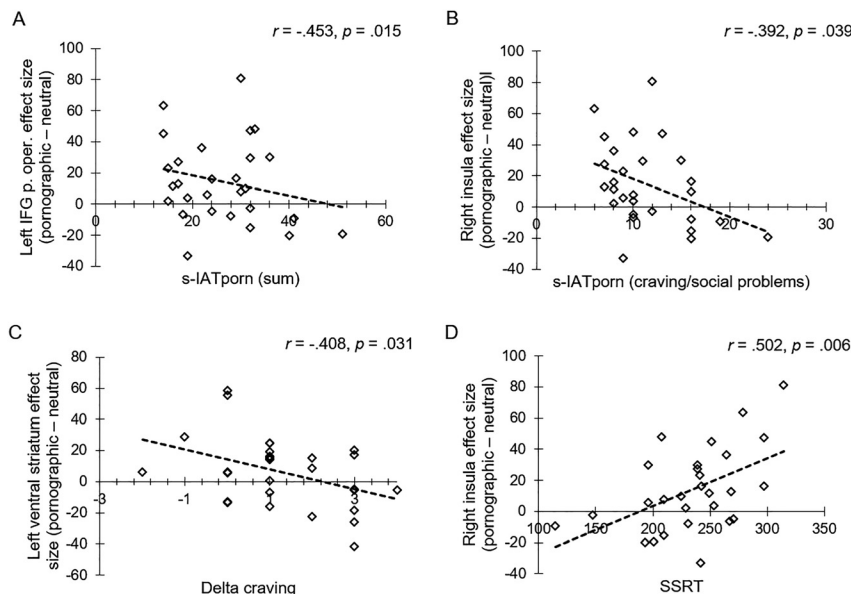 A
r = -.453, p = .015
Left IFG p. oper. effect size
(pornographic – neutral)
100
80
60
40
20
0
-20
-40
0
20
40
60
s-IATporn (sum)
B
r = -.392, p = .039
Right insula effect size
(pornographic – neutral)l
100
80
60
40
20
0
-20
-40
0
10
20
30
s-IATporn (craving/social problems)
C
r = -.408, p = .031
Left ventral striatum effect
size (pornographic – neutral)
80
60
40
20
0
-20
-40
-60
-3
-1
1
3
Delta craving
D
r = .502, p = .006
Right insula effect size
(pornographic – neutral)
100
80
60
40
20
0
-20
-40
100
150
200
250
300
350
SSRT